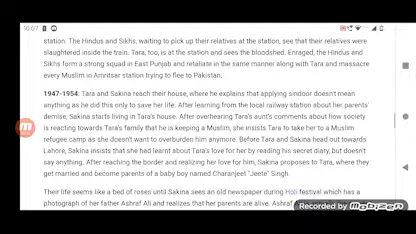 10:07
station. The Hindus and Sikhs, waiting to pick up their relatives at the station, see that their relatives were
slaughtered inside the train. Tara, too, is at the station and sees the bloodshed. Enraged, the Hindus and
Sikhs form a strong squad in East Punjab and retaliate in the same manner along with Tara and massacre
every Muslim in Amritsar station trying to flee to Pakistan.
1947-1954: Tara and Sakina reach their house, where he explains that applying sindoor doesn't mean
anything as he did this only to save her life. After learning from the local railway station about her parents'
demise, Sakina starts living in Tara's house. After overhearing Tara's aunt's comments about how society
is reacting towards Tara's family that he is keeping a Muslim, she insists Tara to take her to a Muslim
refugee camp as she doesn't want to overburden him anymore. Before Tara and Sakina head out towards
Lahore, Sakina insists that she had learnt about Tara's love for her by reading his secret diary, but doesn't
say anything. After reaching the border and realizing her love for him, Sakina proposes to Tara, where they
get married and become parents of a baby boy named Charanjeet "Jeete" Singh.
Their life seems like a bed of roses until Sakina sees an old newspaper during Holi festival which has a
photograph of her father Ashraf Ali and realizes that her parents are alive. Ashraf
Recorded by
Mobizen